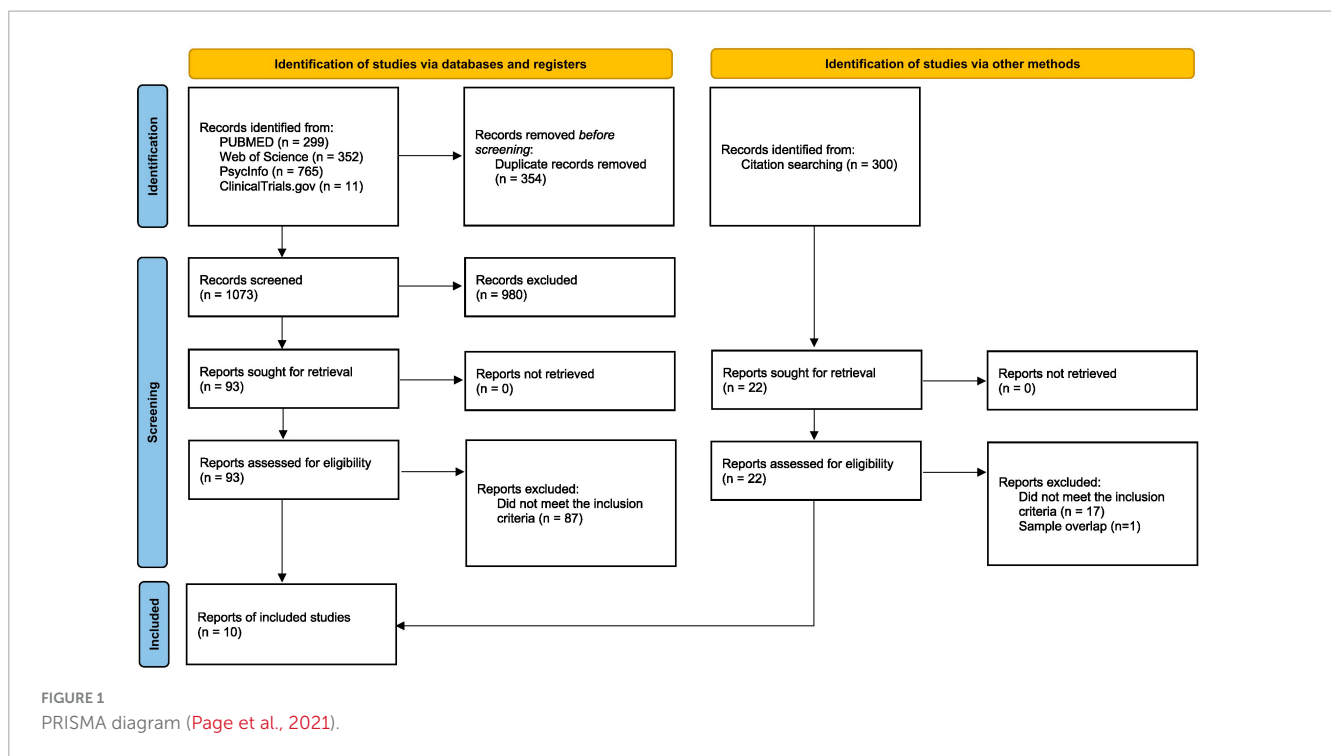 Identification of studies via databases and registers
Identification of studies via other methods
Identification
Records identified from:
PUBMED (n = 299)
Web of Science (n = 352)
PsycInfo (n = 765)
ClinicalTrials.gov (n = 11)
Records removed before
screening:
Duplicate records removed
(n = 354)
Records identified from:
Citation searching (n = 300)
Screening
Records screened
(n = 1073)
Records excluded
(n = 980)
Reports sought for retrieval
(n = 93)
Reports not retrieved
(n = 0)
Reports sought for retrieval
(n = 22)
Reports not retrieved
(n = 0)
Reports assessed for eligibility
(n = 93)
Reports excluded:
Did not meet the inclusion
criteria (n = 87)
Reports assessed for eligibility
(n = 22)
Reports excluded:
Did not meet the inclusion
criteria (n = 17)
Sample overlap (n=1)
Included
Reports of included studies
(n = 10)
FIGURE 1
PRISMA diagram (Page et al., 2021).